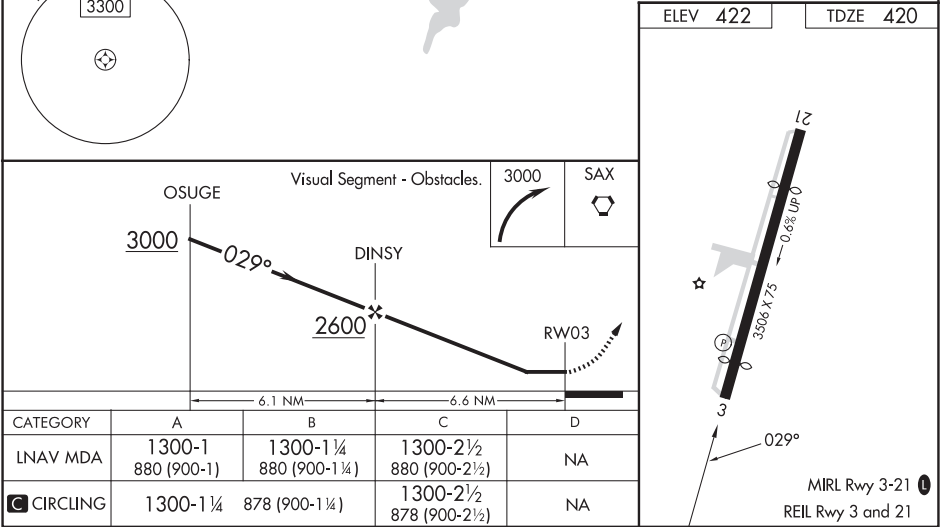 3300
ELEV 422
TDZE 420
21
0.6% UP
3506 X 75
P
3
029°
MIRL Rwy 3-21 L
REIL Rwy 3 and 21
Visual Segment - Obstacles.
3000
SAX
OSUGE
3000
029°
DINSY
2600
RW03
6.1 NM
6.6 NM
CATEGORY A B C D
LNAV MDA 1300-1 1300-1¼ 1300-2½ NA
880 (900-1) 880 (900-1¼) 880 (900-2½)
C CIRCLING 1300-1¼ 878 (900-1¼) 1300-2½ NA
878 (900-2½)